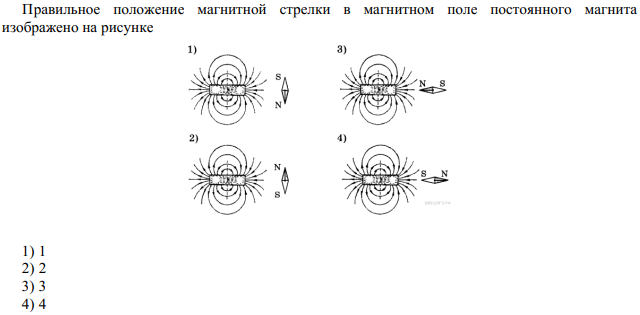 Правильное положение магнитной стрелки в магнитном поле постоянного магнита
изображено на рисунке
1)
S
N
3)
N S
2)
N
S
4)
S N
1) 1
2) 2
3) 3
4) 4